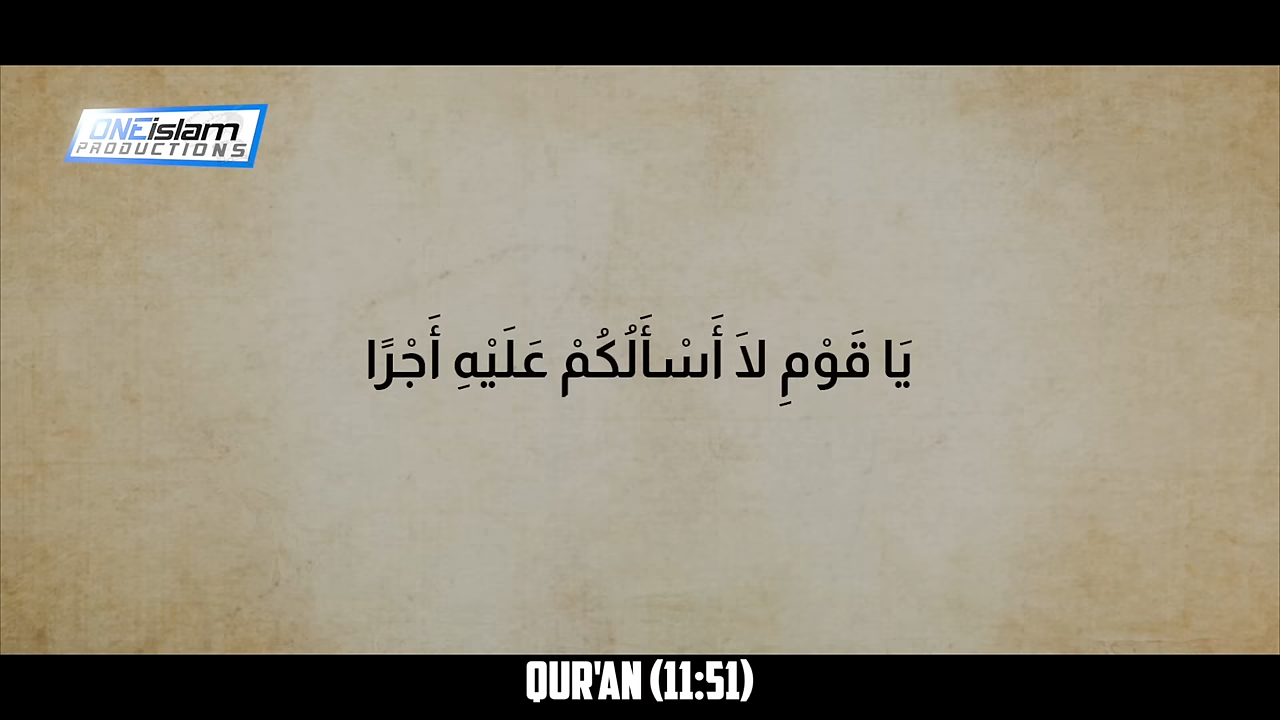 ONEislam
PRODUCTIONS
يَا قَوْمِ لاَ أَسْأَلُكُمْ عَلَيْهِ أَجْرًا
QUR'AN (11:51)